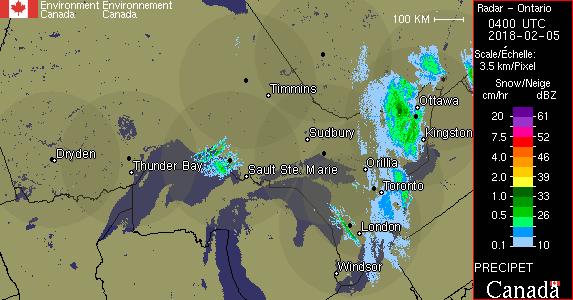 Environment Environnement
Canada Canada
100 KM
Timmins
Ottawa
Sudbury
Kingston
Dryden
Thunder Bay
Sault Ste. Marie
Orillia
Toronto
London
Windsor
Radar - Ontario
0400 UTC
2018-02-05
Scale/Échelle:
3.5 km/Pixel
Snow/Neige
cm/hr dBZ
20 61
7.5 52
4.0 46
2.0 39
1.0 33
0.5 26
0.1 10
PRECIPET
Canada